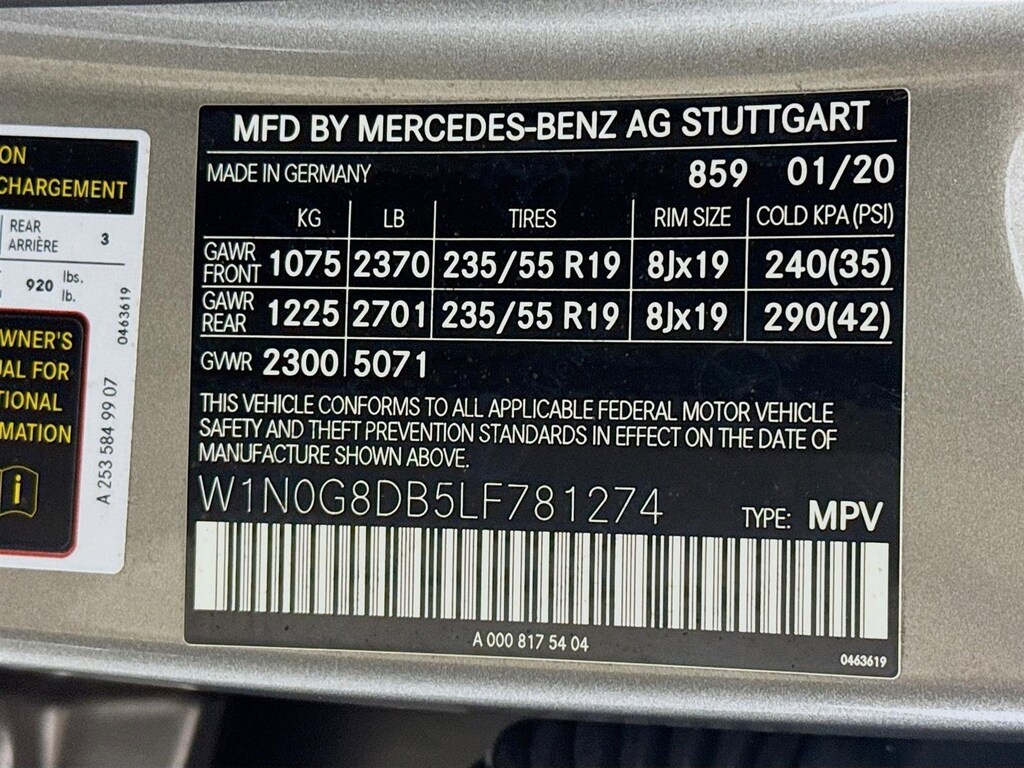 ON
CHARGEMENT
REAR
ARRIÈRE 3
920 lbs.
lb.
0463619
WNER'S
UAL FOR
TIONAL
MATION
i
A 253 584 99 07
MFD BY MERCEDES-BENZ AG STUTTGART
MADE IN GERMANY 859 01/20
KG LB TIRES RIM SIZE COLD KPA (PSI)
GAWR FRONT 1075 2370 235/55 R19 8Jx19 240(35)
GAWR REAR 1225 2701 235/55 R19 8Jx19 290(42)
GVWR 2300 5071
THIS VEHICLE CONFORMS TO ALL APPLICABLE FEDERAL MOTOR VEHICLE
SAFETY AND THEFT PREVENTION STANDARDS IN EFFECT ON THE DATE OF
MANUFACTURE SHOWN ABOVE.
W1N0G8DB5LF781274 TYPE: MPV
A 000 817 54 04
0463619